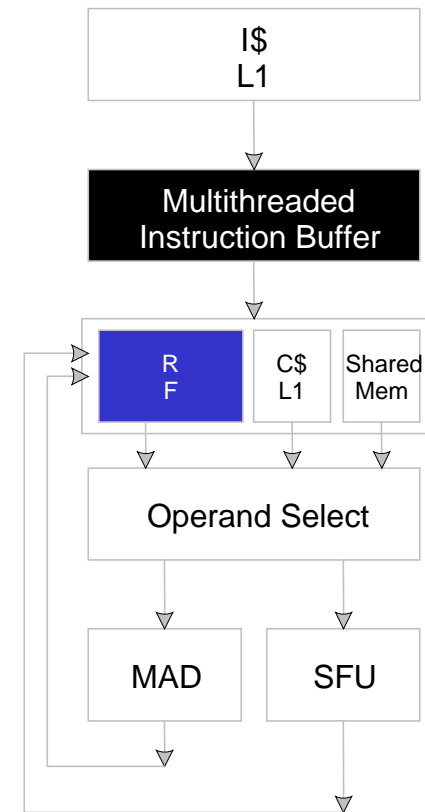 I$
L1
Multithreaded
Instruction Buffer
R
F
C$
L1
Shared
Mem
Operand Select
MAD
SFU